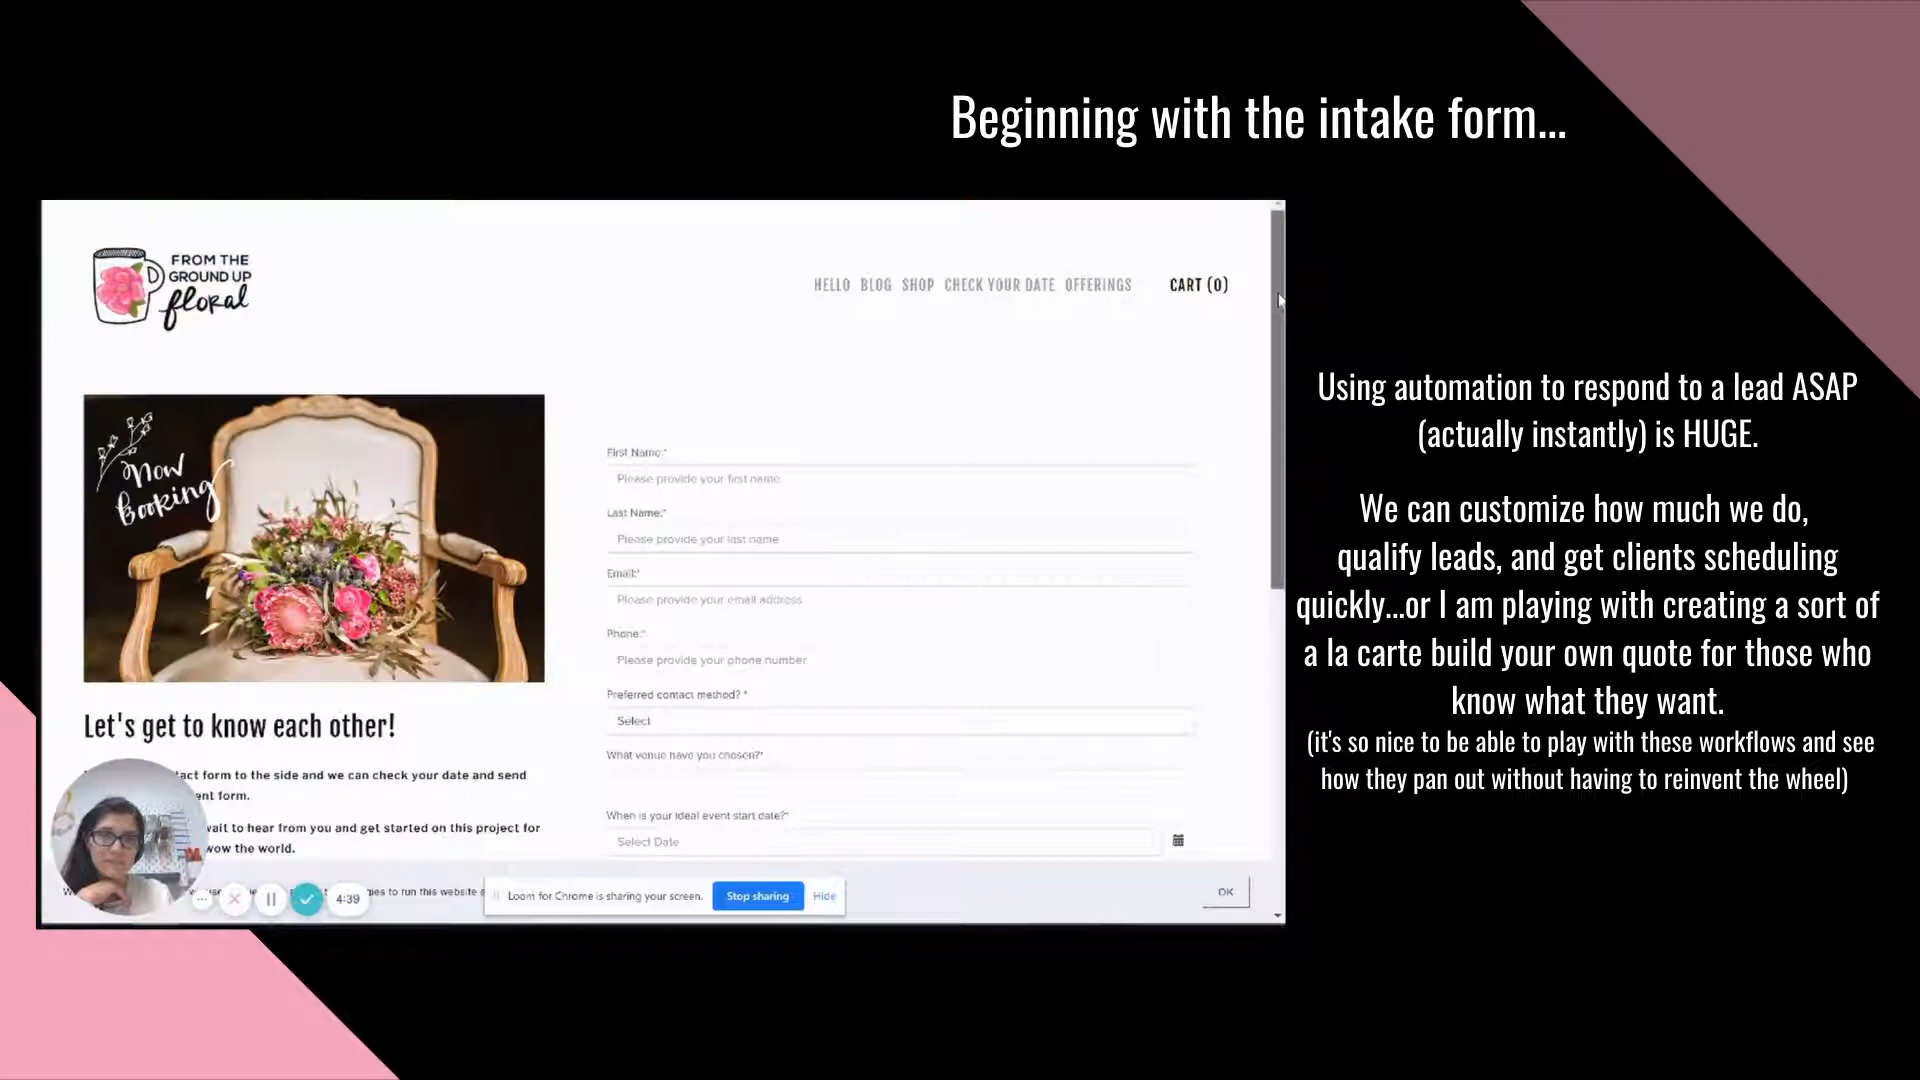 Beginning with the intake form...
FROM THE
GROUND UP
floral
HELLO BLOG SHOP CHECK YOUR DATE OFFERINGS CART (0)
Now
Booking
Let's get to know each other!
act form to the side and we can check your date and send
ent form.
wait to hear from you and get started on this project for
wow the world.
First Name:*
Please provide your first name
Last Name:*
Please provide your last name
Email:*
Please provide your email address
Phone:*
Please provide your phone number
Preferred contact method? *
Select
What venue have you chosen?*
When is your ideal event start date?*
Select Date
to run this website
OK
4:39
Loom for Chrome is sharing your screen. Stop sharing Hide
Using automation to respond to a lead ASAP
(actually instantly) is HUGE.
We can customize how much we do,
qualify leads, and get clients scheduling
quickly...or I am playing with creating a sort of
a la carte build your own quote for those who
know what they want.
(it's so nice to be able to play with these workflows and see
how they pan out without having to reinvent the wheel)